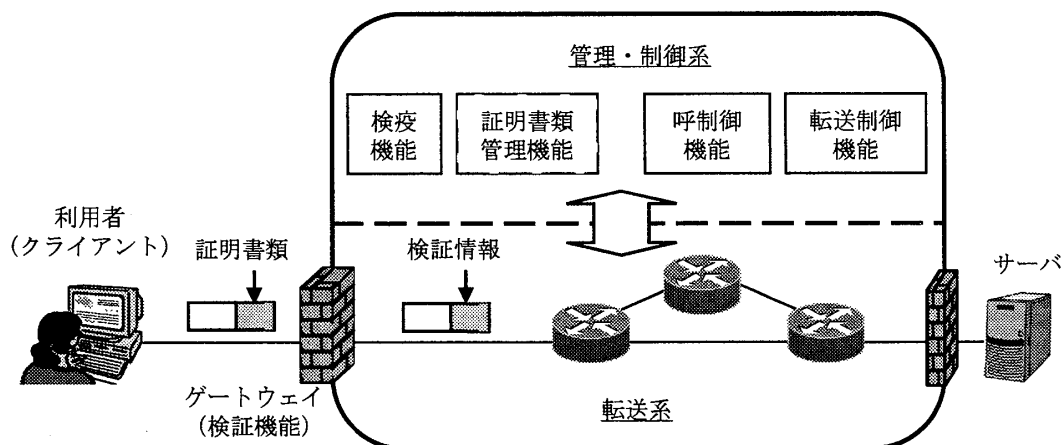 管理・制御系
検疫
機能
証明書類
管理機能
呼制御
機能
転送制御
機能
利用者
(クライアント)
証明書類
検証情報
サーバ
ゲートウェイ
(検証機能)
転送系